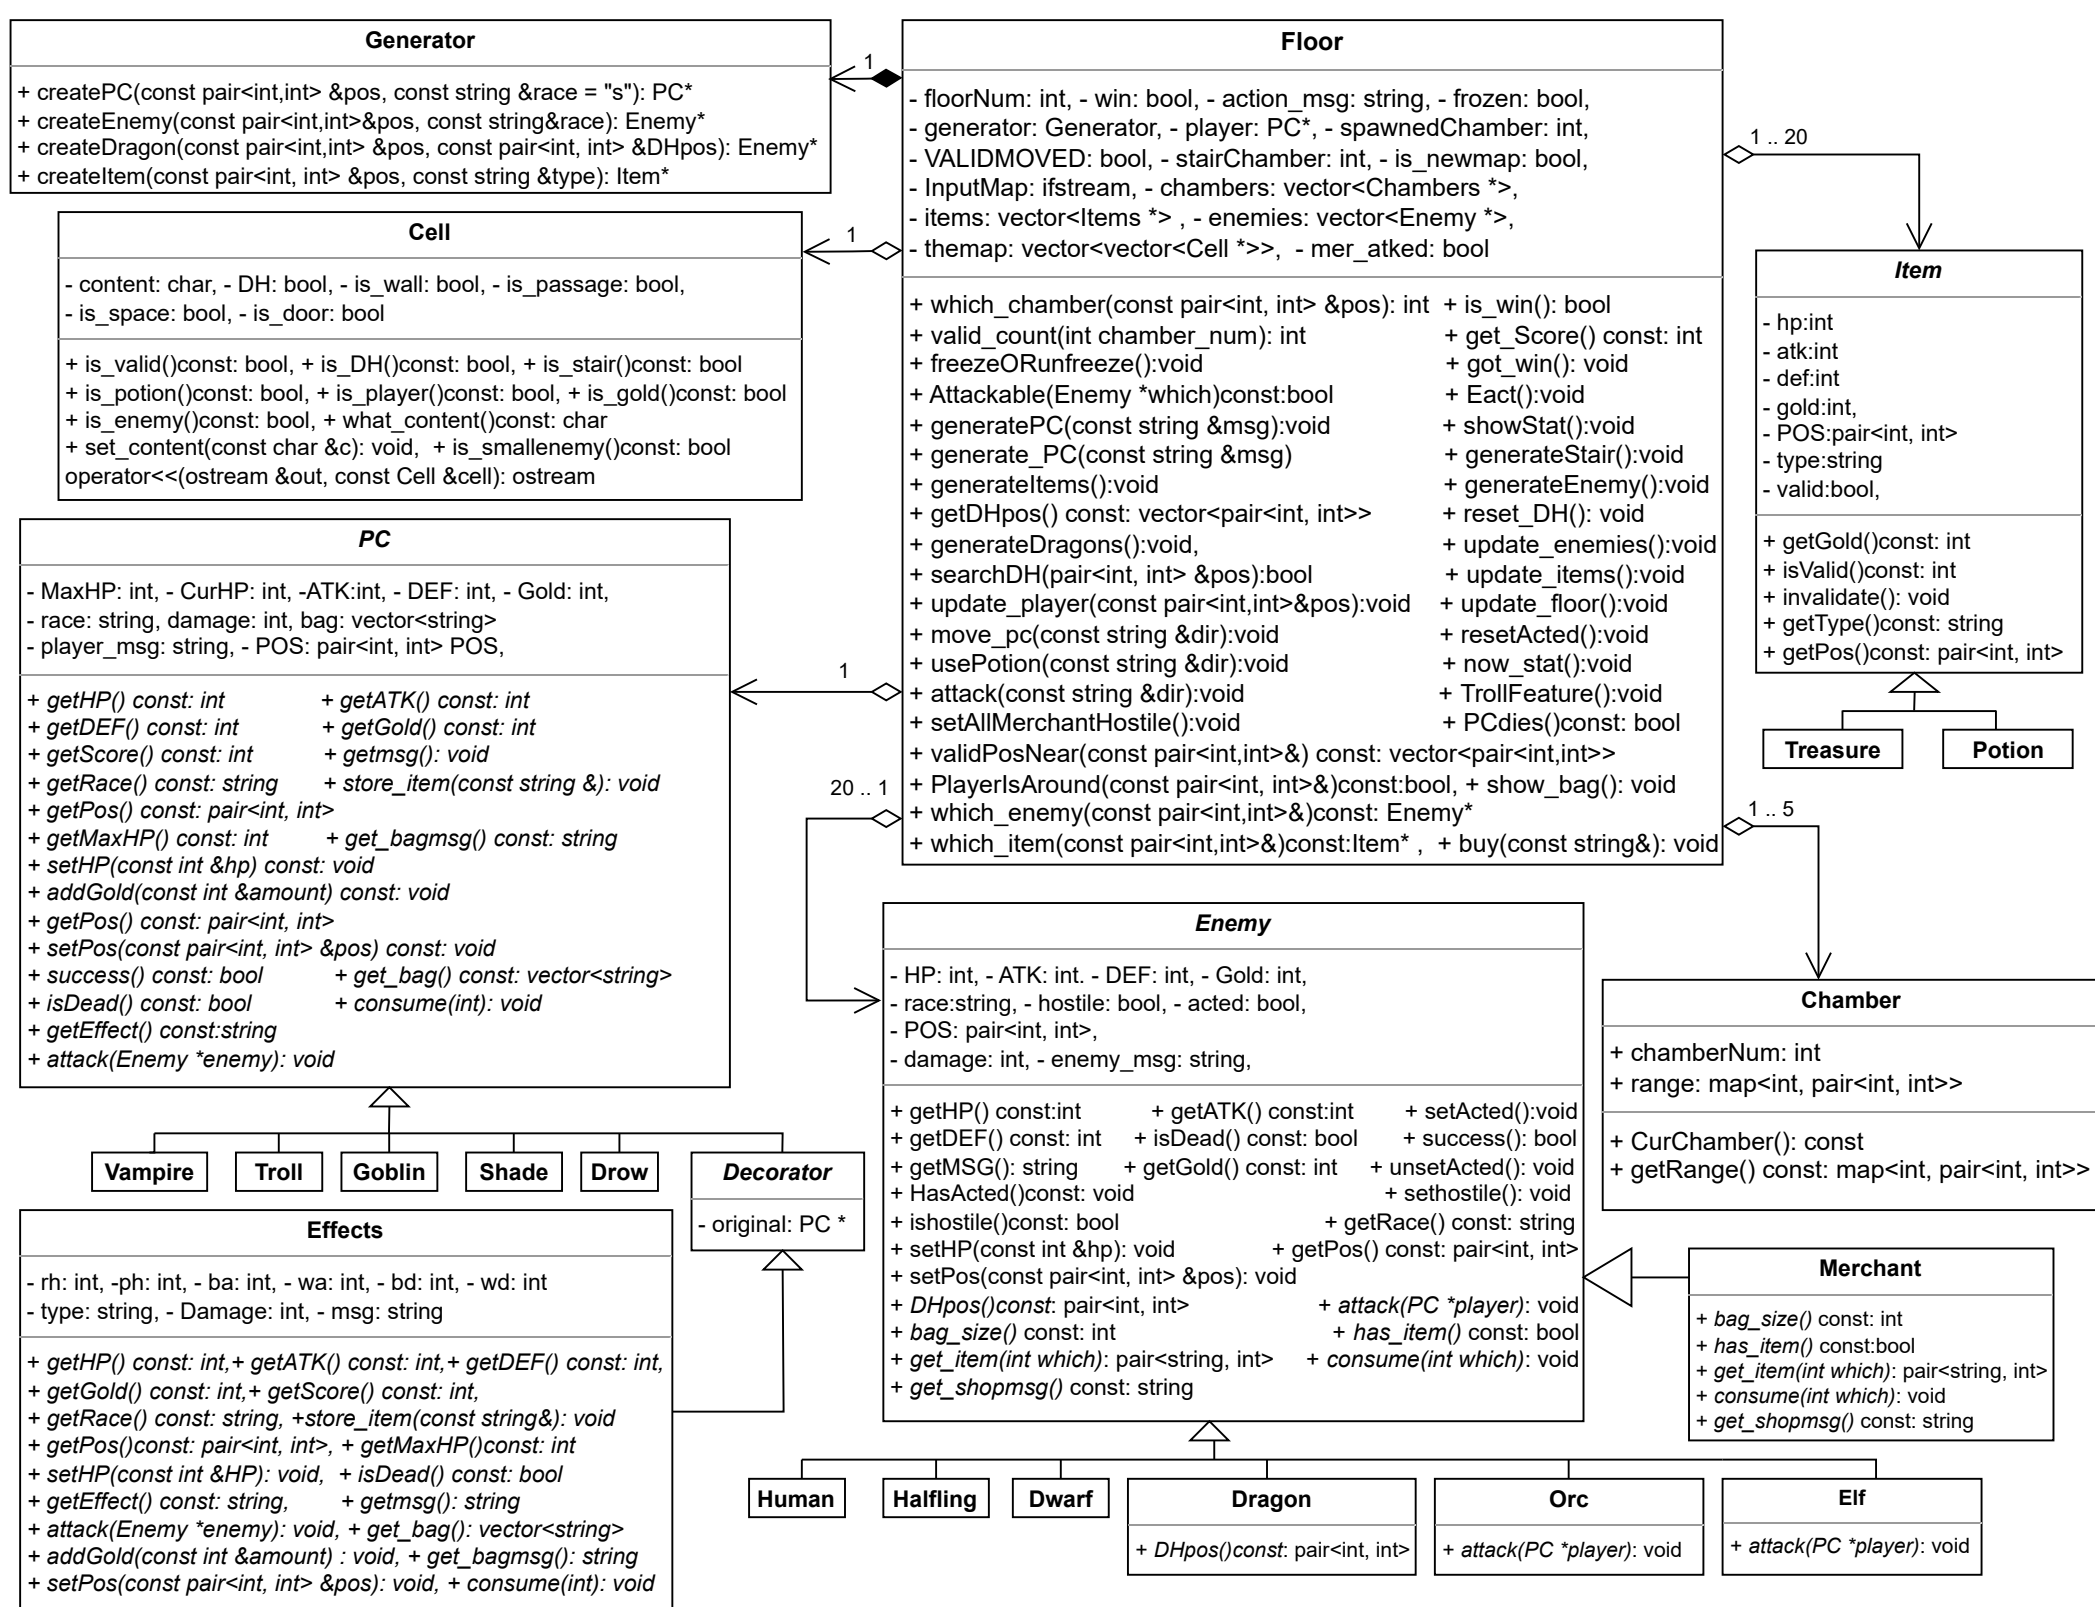 Generator
+ createPC(const pair<int,int> &pos, const string &race = "s"): PC*
+ createEnemy(const pair<int,int>&pos, const string&race): Enemy*
+ createDragon(const pair<int,int> &pos, const pair<int, int> &DHpos): Enemy*
+ createItem(const pair<int, int> &pos, const string &type): Item*
1
Floor
- floorNum: int, - win: bool, - action_msg: string, - frozen: bool,
- generator: Generator, - player: PC*, - spawnedChamber: int,
- VALIDMOVED: bool, - stairChamber: int, - is_newmap: bool,
- InputMap: ifstream, - chambers: vector<Chambers *>,
- items: vector<Items *> , - enemies: vector<Enemy *>,
- themap: vector<vector<Cell *>>, - mer_atked: bool
+ which_chamber(const pair<int, int> &pos): int + is_win(): bool
+ valid_count(int chamber_num): int + get_Score() const: int
+ freezeORunfreeze():void + got_win(): void
+ Attackable(Enemy *which)const:bool + Eact():void
+ generatePC(const string &msg):void + showStat():void
+ generate_PC(const string &msg) + generateStair():void
+ generateItems():void + generateEnemy():void
+ getDHpos() const: vector<pair<int, int>> + reset_DH(): void
+ generateDragons():void, + update_enemies():void
+ searchDH(pair<int, int> &pos):bool + update_items():void
+ update_player(const pair<int,int>&pos):void + update_floor():void
+ move_pc(const string &dir):void + resetActed():void
+ usePotion(const string &dir):void + now_stat():void
+ attack(const string &dir):void + TrollFeature():void
+ setAllMerchantHostile():void + PCdies()const: bool
+ validPosNear(const pair<int,int>&) const: vector<pair<int,int>>
+ PlayerIsAround(const pair<int, int>&)const:bool, + show_bag(): void
+ which_enemy(const pair<int,int>&)const: Enemy*
+ which_item(const pair<int,int>&)const:Item* , + buy(const string&): void
1 .. 20
1
Cell
- content: char, - DH: bool, - is_wall: bool, - is_passage: bool,
- is_space: bool, - is_door: bool
+ is_valid()const: bool, + is_DH()const: bool, + is_stair()const: bool
+ is_potion()const: bool, + is_player()const: bool, + is_gold()const: bool
+ is_enemy()const: bool, + what_content()const: char
+ set_content(const char &c): void, + is_smallenemy()const: bool
operator<<(ostream &out, const Cell &cell): ostream
Item
- hp:int
- atk:int
- def:int
- gold:int,
- POS:pair<int, int>
- type:string
- valid:bool,
+ getGold()const: int
+ isValid()const: int
+ invalidate(): void
+ getType()const: string
+ getPos()const: pair<int, int>
Treasure
Potion
PC
- MaxHP: int, - CurHP: int, -ATK:int, - DEF: int, - Gold: int,
- race: string, damage: int, bag: vector<string>
- player_msg: string, - POS: pair<int, int> POS,
+ getHP() const: int + getATK() const: int
+ getDEF() const: int + getGold() const: int
+ getScore() const: int + getmsg(): void
+ getRace() const: string + store_item(const string &): void
+ getPos() const: pair<int, int>
+ getMaxHP() const: int + get_bagmsg() const: string
+ setHP(const int &hp) const: void
+ addGold(const int &amount) const: void
+ getPos() const: pair<int, int>
+ setPos(const pair<int, int> &pos) const: void
+ success() const: bool + get_bag() const: vector<string>
+ isDead() const: bool + consume(int): void
+ getEffect() const:string
+ attack(Enemy *enemy): void
1
20 .. 1
1 .. 5
Enemy
- HP: int, - ATK: int. - DEF: int, - Gold: int,
- race:string, - hostile: bool, - acted: bool,
- POS: pair<int, int>,
- damage: int, - enemy_msg: string,
+ getHP() const:int + getATK() const:int + setActed():void
+ getDEF() const: int + isDead() const: bool + success(): bool
+ getMSG(): string + getGold() const: int + unsetActed(): void
+ HasActed()const: void + sethostile(): void
+ ishostile()const: bool + getRace() const: string
+ setHP(const int &hp): void + getPos() const: pair<int, int>
+ setPos(const pair<int, int> &pos): void
+ DHpos()const: pair<int, int> + attack(PC *player): void
+ bag_size() const: int + has_item() const: bool
+ get_item(int which): pair<string, int> + consume(int which): void
+ get_shopmsg() const: string
Chamber
+ chamberNum: int
+ range: map<int, pair<int, int>>
+ CurChamber(): const
+ getRange() const: map<int, pair<int, int>>
Vampire
Troll
Goblin
Shade
Drow
Decorator
- original: PC *
Effects
- rh: int, -ph: int, - ba: int, - wa: int, - bd: int, - wd: int
- type: string, - Damage: int, - msg: string
+ getHP() const: int,+ getATK() const: int,+ getDEF() const: int,
+ getGold() const: int,+ getScore() const: int,
+ getRace() const: string, +store_item(const string&): void
+ getPos()const: pair<int, int>, + getMaxHP()const: int
+ setHP(const int &HP): void, + isDead() const: bool
+ getEffect() const: string, + getmsg(): string
+ attack(Enemy *enemy): void, + get_bag(): vector<string>
+ addGold(const int &amount) : void, + get_bagmsg(): string
+ setPos(const pair<int, int> &pos): void, + consume(int): void
Merchant
+ bag_size() const: int
+ has_item() const:bool
+ get_item(int which): pair<string, int>
+ consume(int which): void
+ get_shopmsg() const: string
Human
Halfling
Dwarf
Dragon
+ DHpos()const: pair<int, int>
Orc
+ attack(PC *player): void
Elf
+ attack(PC *player): void